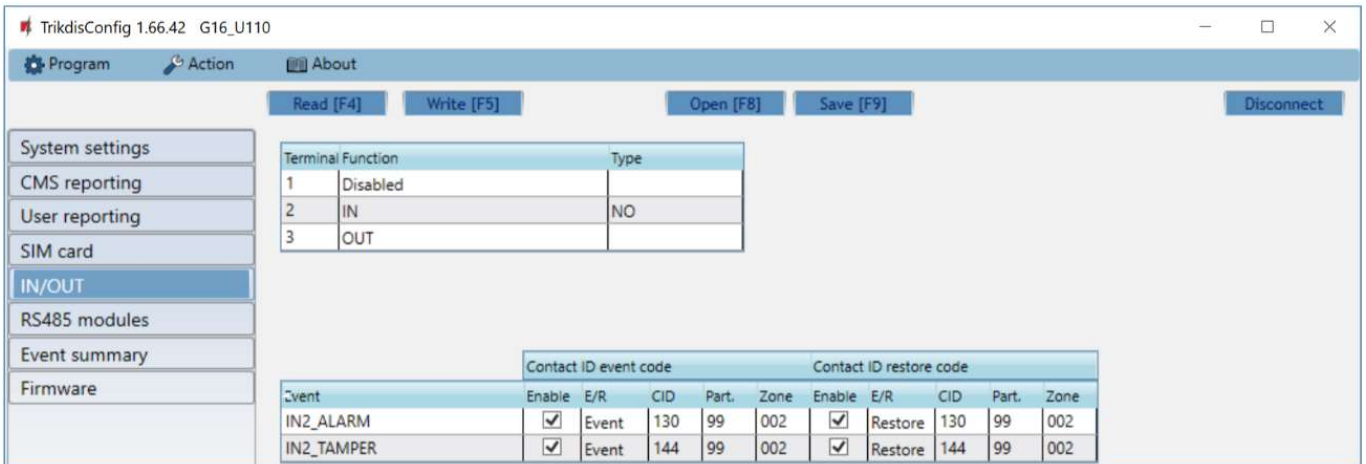 TrikdisConfig 1.66.42 G16_U110
Program Action About
Read [F4] Write [F5] Open [F8] Save [F9] Disconnect
System settings
CMS reporting
User reporting
SIM card
IN/OUT
RS485 modules
Event summary
Firmware
Terminal Function Type
1 Disabled
2 IN NO
3 OUT
Contact ID event code Contact ID restore code
Event Enable E/R CID Part. Zone Enable E/R CID Part. Zone
IN2_ALARM Event 130 99 002 Restore 130 99 002
IN2_TAMPER Event 144 99 002 Restore 144 99 002